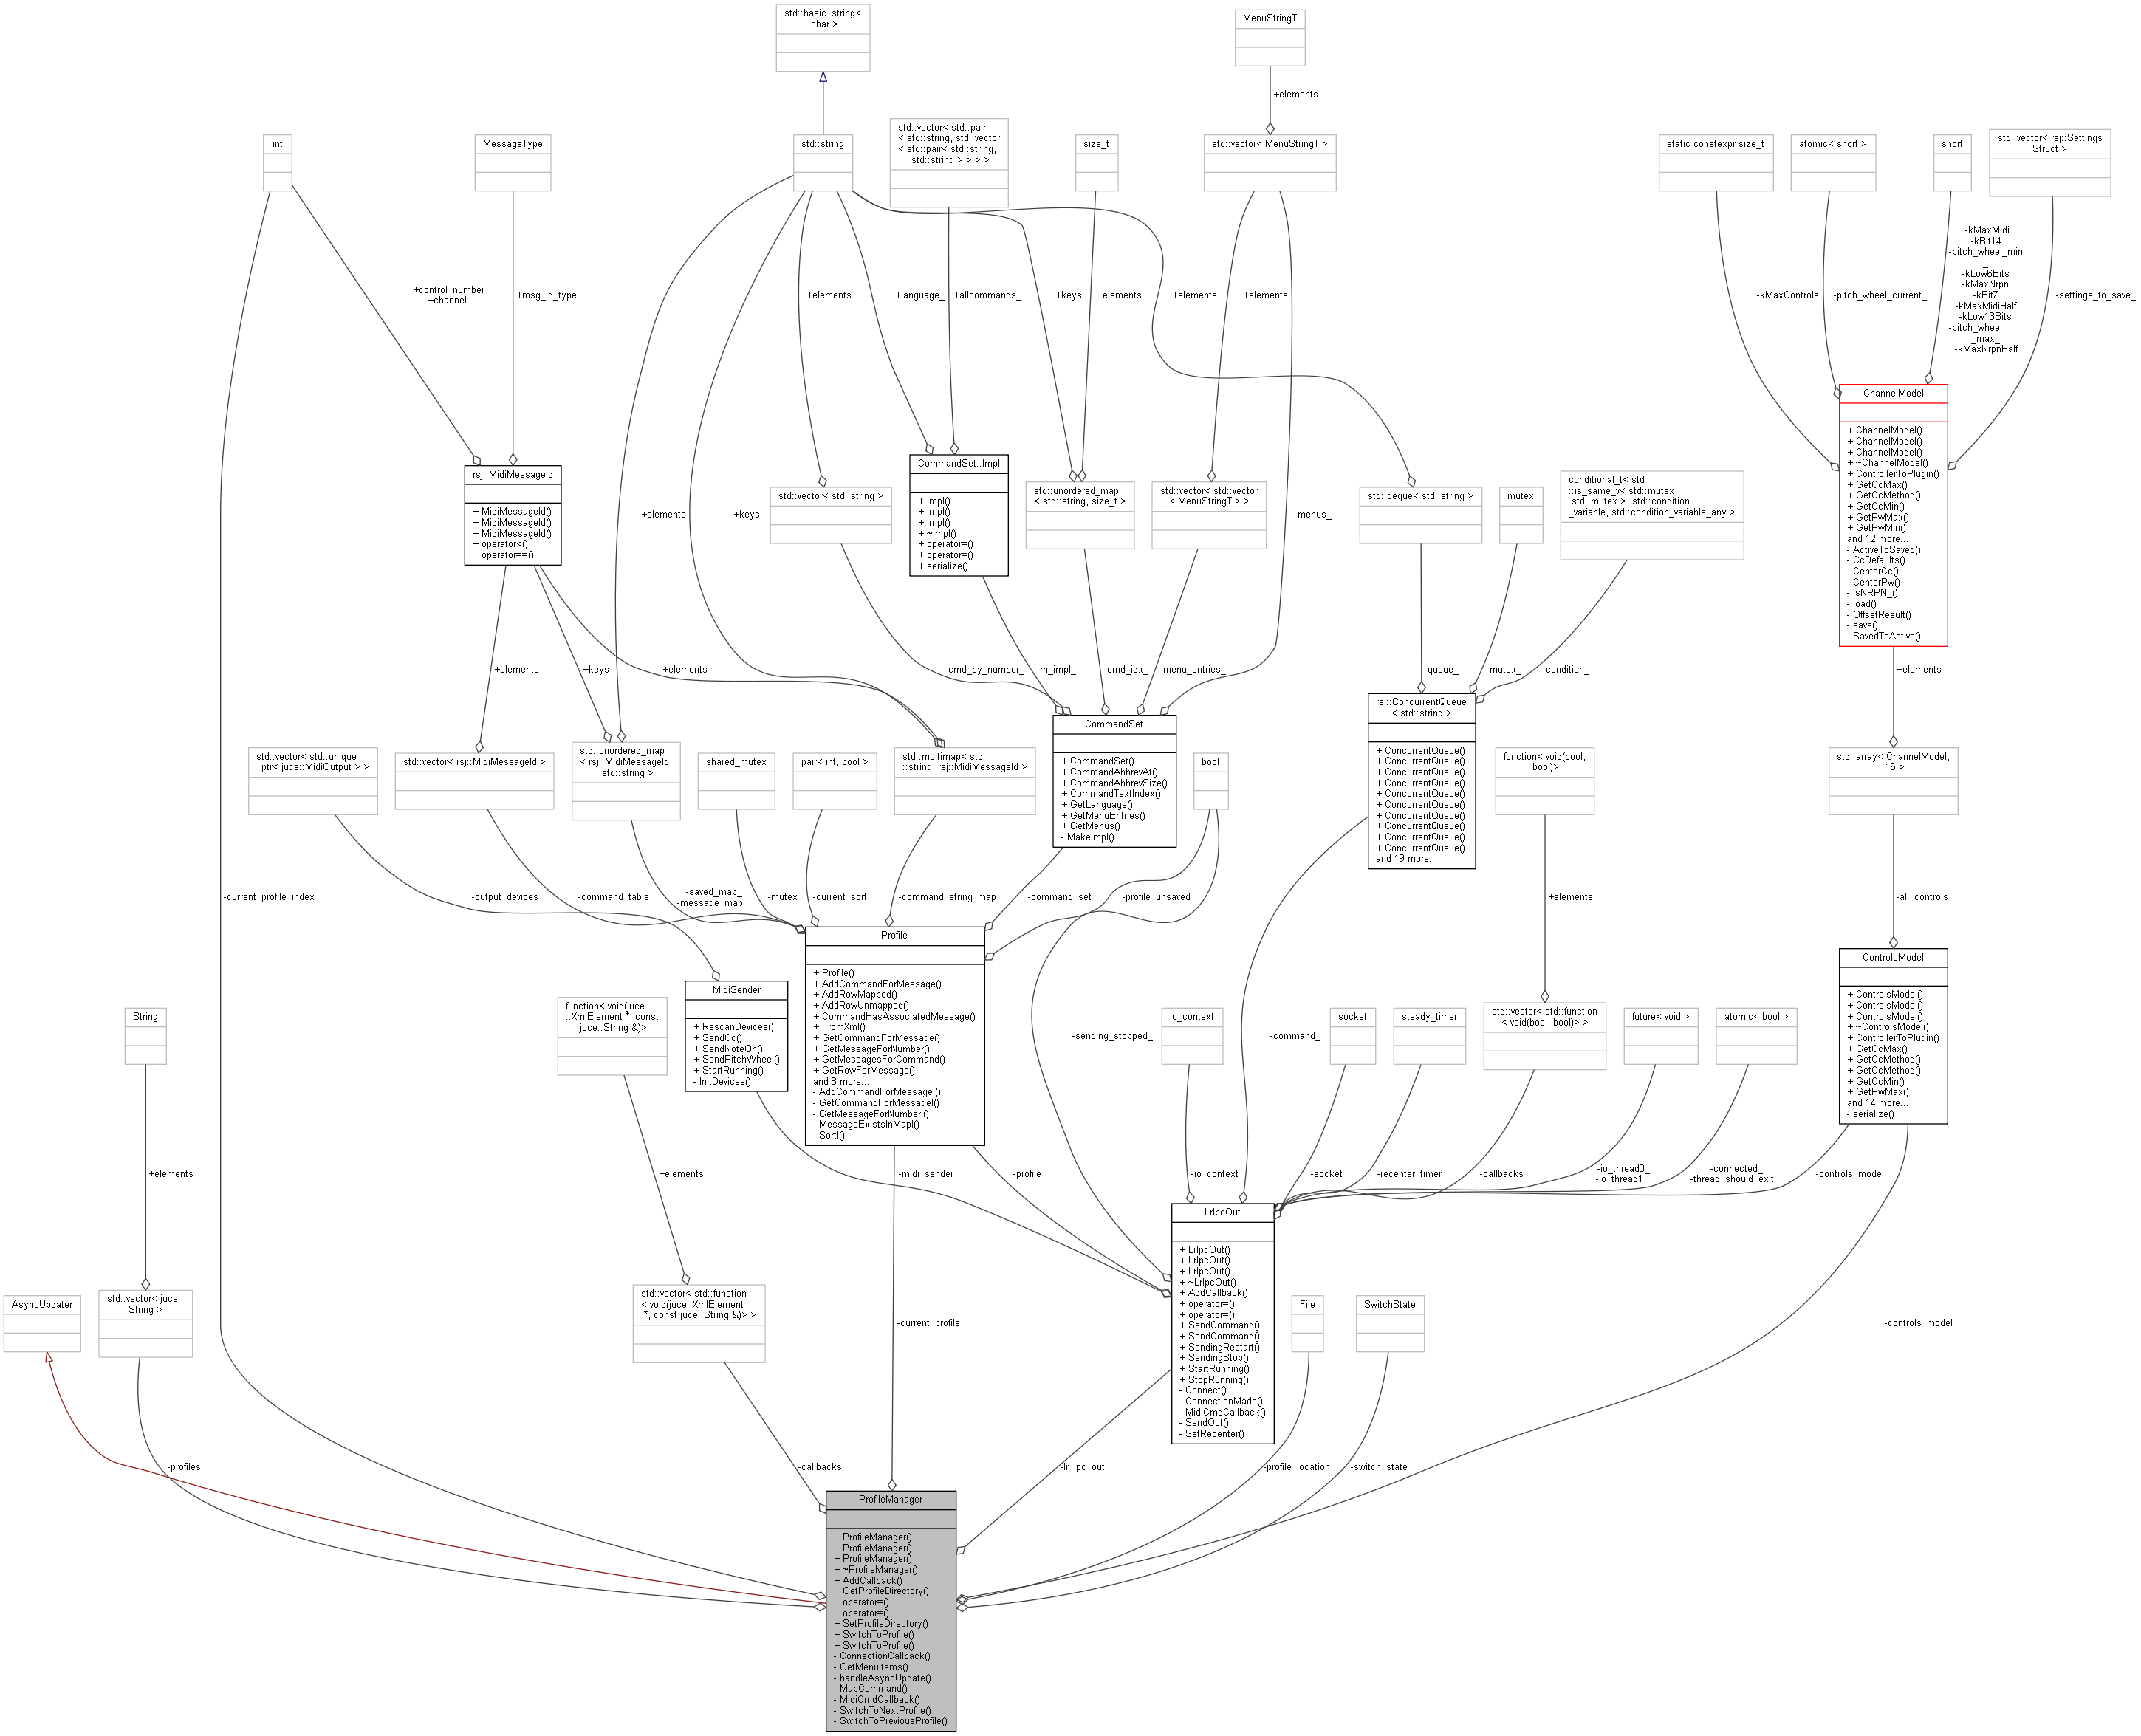 std::basic_string<
char >
MenuStringT
+elements
int
MessageType
std::string
std::vector< std::pair
< std::string, std::vector
< std::pair< std::string,
std::string > > > >
size_t
std::vector< MenuStringT >
static constexpr size_t
atomic< short >
short
std::vector< rsj::Settings
Struct >
+control_number
+channel
+msg_id_type
+elements
+language_
+allcommands_
+keys
+elements
+elements
+elements
-menus_
-kMaxControls
-pitch_wheel_current_
-kMaxMidi
-kBit14
-pitch_wheel_min
_
-kLow6Bits
-kMaxNrpn
-kBit7
-kMaxMidiHalf
-kLow13Bits
-pitch_wheel
_max_
-kMaxNrpnHalf
...
-settings_to_save_
rsj::MidiMessageId
+ MidiMessageId()
+ MidiMessageId()
+ MidiMessageId()
+ operator<()
+ operator==()
+elements
+keys
std::vector< std::string >
CommandSet::Impl
+ Impl()
+ Impl()
+ Impl()
+ ~Impl()
+ operator=()
+ operator=()
+ serialize()
std::unordered_map
< std::string, size_t >
std::vector< std::vector
< MenuStringT > >
std::deque< std::string >
mutex
conditional_t< std
::is_same_v< std::mutex,
std::mutex >, std::condition
_variable, std::condition_variable_any >
ChannelModel
+ ChannelModel()
+ ChannelModel()
+ ChannelModel()
+ ~ChannelModel()
+ ControllerToPlugin()
+ GetCcMax()
+ GetCcMethod()
+ GetCcMin()
+ GetPwMax()
+ GetPwMin()
and 12 more...
- ActiveToSaved()
- CcDefaults()
- CenterCc()
- CenterPw()
- IsNRPN_()
- load()
- OffsetResult()
- save()
- SavedToActive()
+elements
+keys
+elements
-cmd_by_number_
-m_impl_
-cmd_idx_
-menu_entries_
-queue_
-mutex_
-condition_
+elements
std::vector< std::unique
_ptr< juce::MidiOutput > >
std::vector< rsj::MidiMessageId >
std::unordered_map
< rsj::MidiMessageId,
std::string >
shared_mutex
pair< int, bool >
std::multimap< std
::string, rsj::MidiMessageId >
CommandSet
+ CommandSet()
+ CommandAbbrevAt()
+ CommandAbbrevSize()
+ CommandTextIndex()
+ GetLanguage()
+ GetMenuEntries()
+ GetMenus()
- MakeImpl()
bool
rsj::ConcurrentQueue
< std::string >
+ ConcurrentQueue()
+ ConcurrentQueue()
+ ConcurrentQueue()
+ ConcurrentQueue()
+ ConcurrentQueue()
+ ConcurrentQueue()
+ ConcurrentQueue()
+ ConcurrentQueue()
+ ConcurrentQueue()
+ ConcurrentQueue()
and 19 more...
function< void(bool,
bool)>
std::array< ChannelModel,
16 >
-current_profile_index_
-output_devices_
-command_table_
-saved_map_
-message_map_
-mutex_
-current_sort_
-command_string_map_
-command_set_
-profile_unsaved_
+elements
-all_controls_
MidiSender
+ RescanDevices()
+ SendCc()
+ SendNoteOn()
+ SendPitchWheel()
+ StartRunning()
- InitDevices()
Profile
+ Profile()
+ AddCommandForMessage()
+ AddRowMapped()
+ AddRowUnmapped()
+ CommandHasAssociatedMessage()
+ FromXml()
+ GetCommandForMessage()
+ GetMessageForNumber()
+ GetMessagesForCommand()
+ GetRowForMessage()
and 8 more...
- AddCommandForMessageI()
- GetCommandForMessageI()
- GetMessageForNumberI()
- MessageExistsInMapI()
- SortI()
ControlsModel
+ ControlsModel()
+ ControlsModel()
+ ControlsModel()
+ ~ControlsModel()
+ ControllerToPlugin()
+ GetCcMax()
+ GetCcMethod()
+ GetCcMethod()
+ GetCcMin()
+ GetPwMax()
and 14 more...
- serialize()
String
function< void(juce
::XmlElement *, const
juce::String &)>
-sending_stopped_
io_context
-command_
socket
steady_timer
std::vector< std::function
< void(bool, bool)> >
future< void >
atomic< bool >
+elements
+elements
-midi_sender_
-profile_
-io_context_
-socket_
-recenter_timer_
-callbacks_
-io_thread0_
-io_thread1_
-connected_
-thread_should_exit_
-controls_model_
AsyncUpdater
std::vector< juce::
String >
std::vector< std::function
< void(juce::XmlElement
*, const juce::String &)> >
-current_profile_
LrIpcOut
+ LrIpcOut()
+ LrIpcOut()
+ LrIpcOut()
+ ~LrIpcOut()
+ AddCallback()
+ operator=()
+ operator=()
+ SendCommand()
+ SendCommand()
+ SendingRestart()
+ SendingStop()
+ StartRunning()
+ StopRunning()
- Connect()
- ConnectionMade()
- MidiCmdCallback()
- SendOut()
- SetRecenter()
File
SwitchState
-controls_model_
-profiles_
-callbacks_
-lr_ipc_out_
-profile_location_
-switch_state_
ProfileManager
+ ProfileManager()
+ ProfileManager()
+ ProfileManager()
+ ~ProfileManager()
+ AddCallback()
+ GetProfileDirectory()
+ operator=()
+ operator=()
+ SetProfileDirectory()
+ SwitchToProfile()
+ SwitchToProfile()
- ConnectionCallback()
- GetMenuItems()
- handleAsyncUpdate()
- MapCommand()
- MidiCmdCallback()
- SwitchToNextProfile()
- SwitchToPreviousProfile()